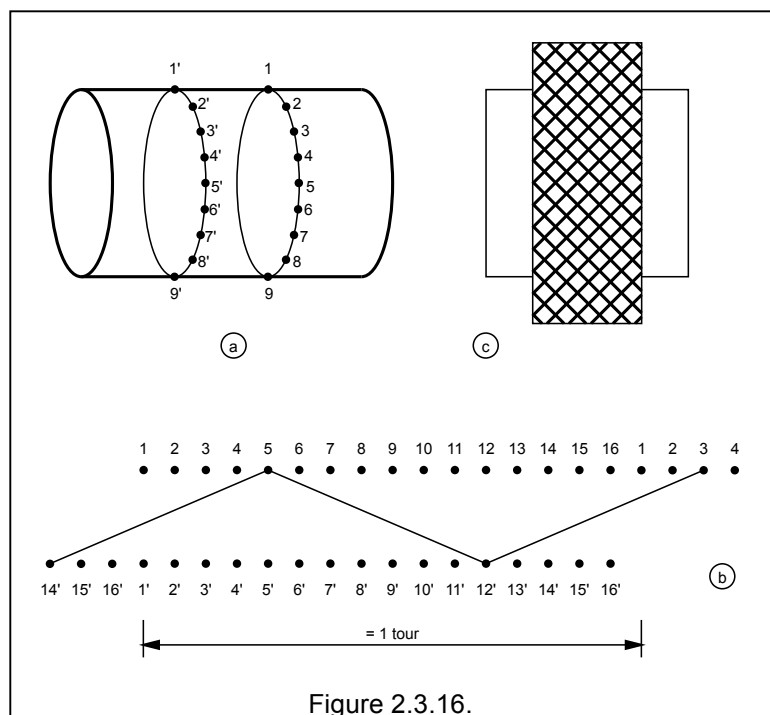 1' 1
2' 2
3' 3
4' 4
5' 5
6' 6
7' 7
8' 8
9' 9
a
c
1 2 3 4 5 6 7 8 9 10 11 12 13 14 15 16 1 2 3 4
14' 15' 16' 1' 2' 3' 4' 5' 6' 7' 8' 9' 10' 11' 12' 13' 14' 15' 16'
b
= 1 tour
Figure 2.3.16.